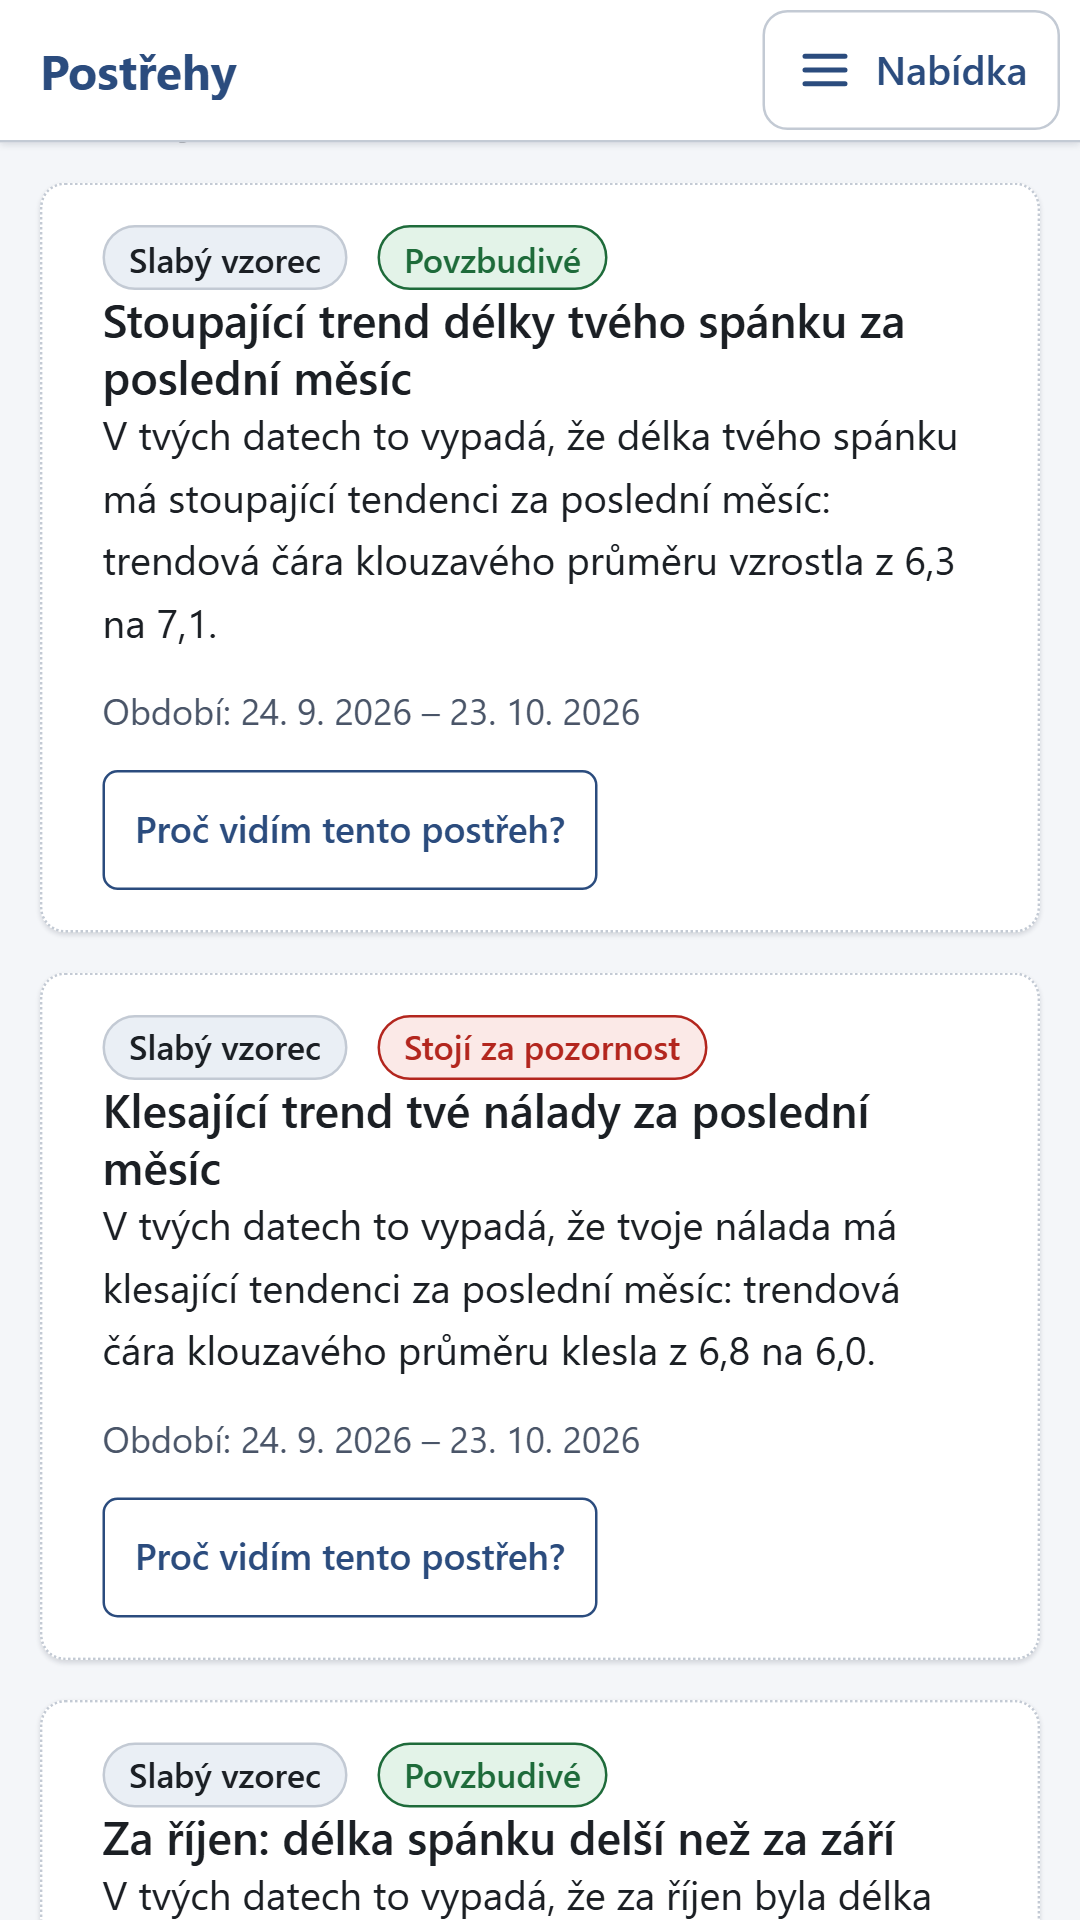 Postřehy
Nabídka
Slabý vzorec
Povzbudivé
Stoupající trend délky tvého spánku za
poslední měsíc
V tvých datech to vypadá, že délka tvého spánku
má stoupající tendenci za poslední měsíc:
trendová čára klouzavého průměru vzrostla z 6,3
na 7,1.
Období: 24. 9. 2026 – 23. 10. 2026
Proč vidím tento postřeh?
Slabý vzorec
Stojí za pozornost
Klesající trend tvé nálady za poslední
měsíc
V tvých datech to vypadá, že tvoje nálada má
klesající tendenci za poslední měsíc: trendová
čára klouzavého průměru klesla z 6,8 na 6,0.
Období: 24. 9. 2026 – 23. 10. 2026
Proč vidím tento postřeh?
Slabý vzorec
Povzbudivé
Za říjen: délka spánku delší než za září
V tvých datech to vypadá, že za říjen byla délka